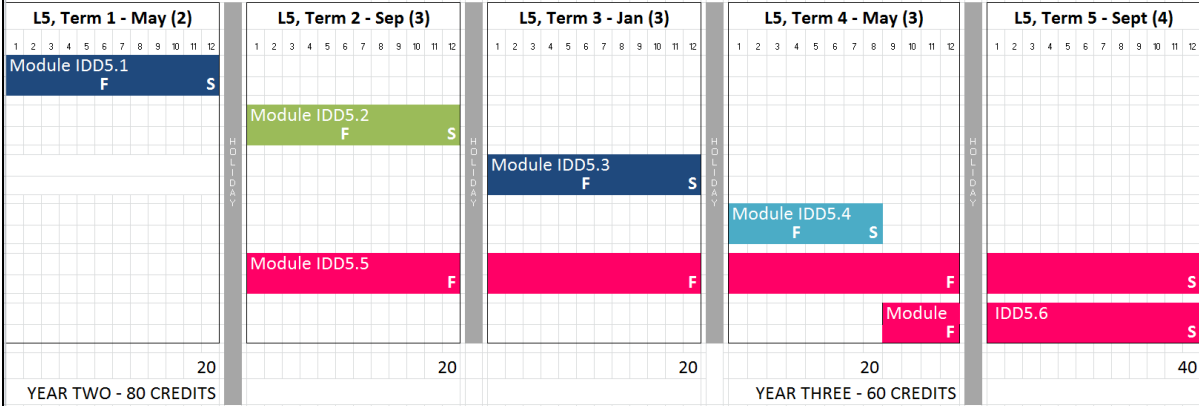 L5, Term 1 - May (2)
L5, Term 2 - Sep (3)
L5, Term 3 - Jan (3)
L5, Term 4 - May (3)
L5, Term 5 - Sept (4)
1 2 3 4 5 6 7 8 9 10 11 12
1 2 3 4 5 6 7 8 9 10 11 12
1 2 3 4 5 6 7 8 9 10 11 12
1 2 3 4 5 6 7 8 9 10 11 12
1 2 3 4 5 6 7 8 9 10 11 12
Module IDD5.1
F S
Module IDD5.2
F S
HOLIDAY
HOLIDAY
HOLIDAY
HOLIDAY
Module IDD5.3
F S
Module IDD5.4
F S
Module IDD5.5
F F F S
Module IDD5.6
F S
20 20 20 20 40
YEAR TWO - 80 CREDITS
YEAR THREE - 60 CREDITS